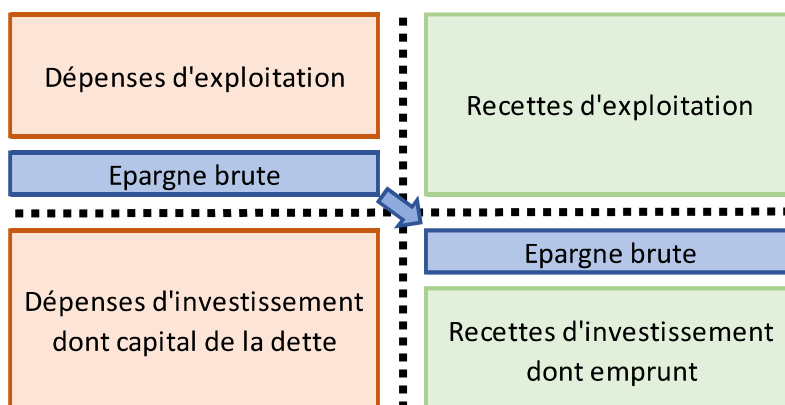 Dépenses d'exploitation
Recettes d'exploitation
Epargne brute
Epargne brute
Dépenses d'investissement
dont capital de la dette
Recettes d'investissement
dont emprunt